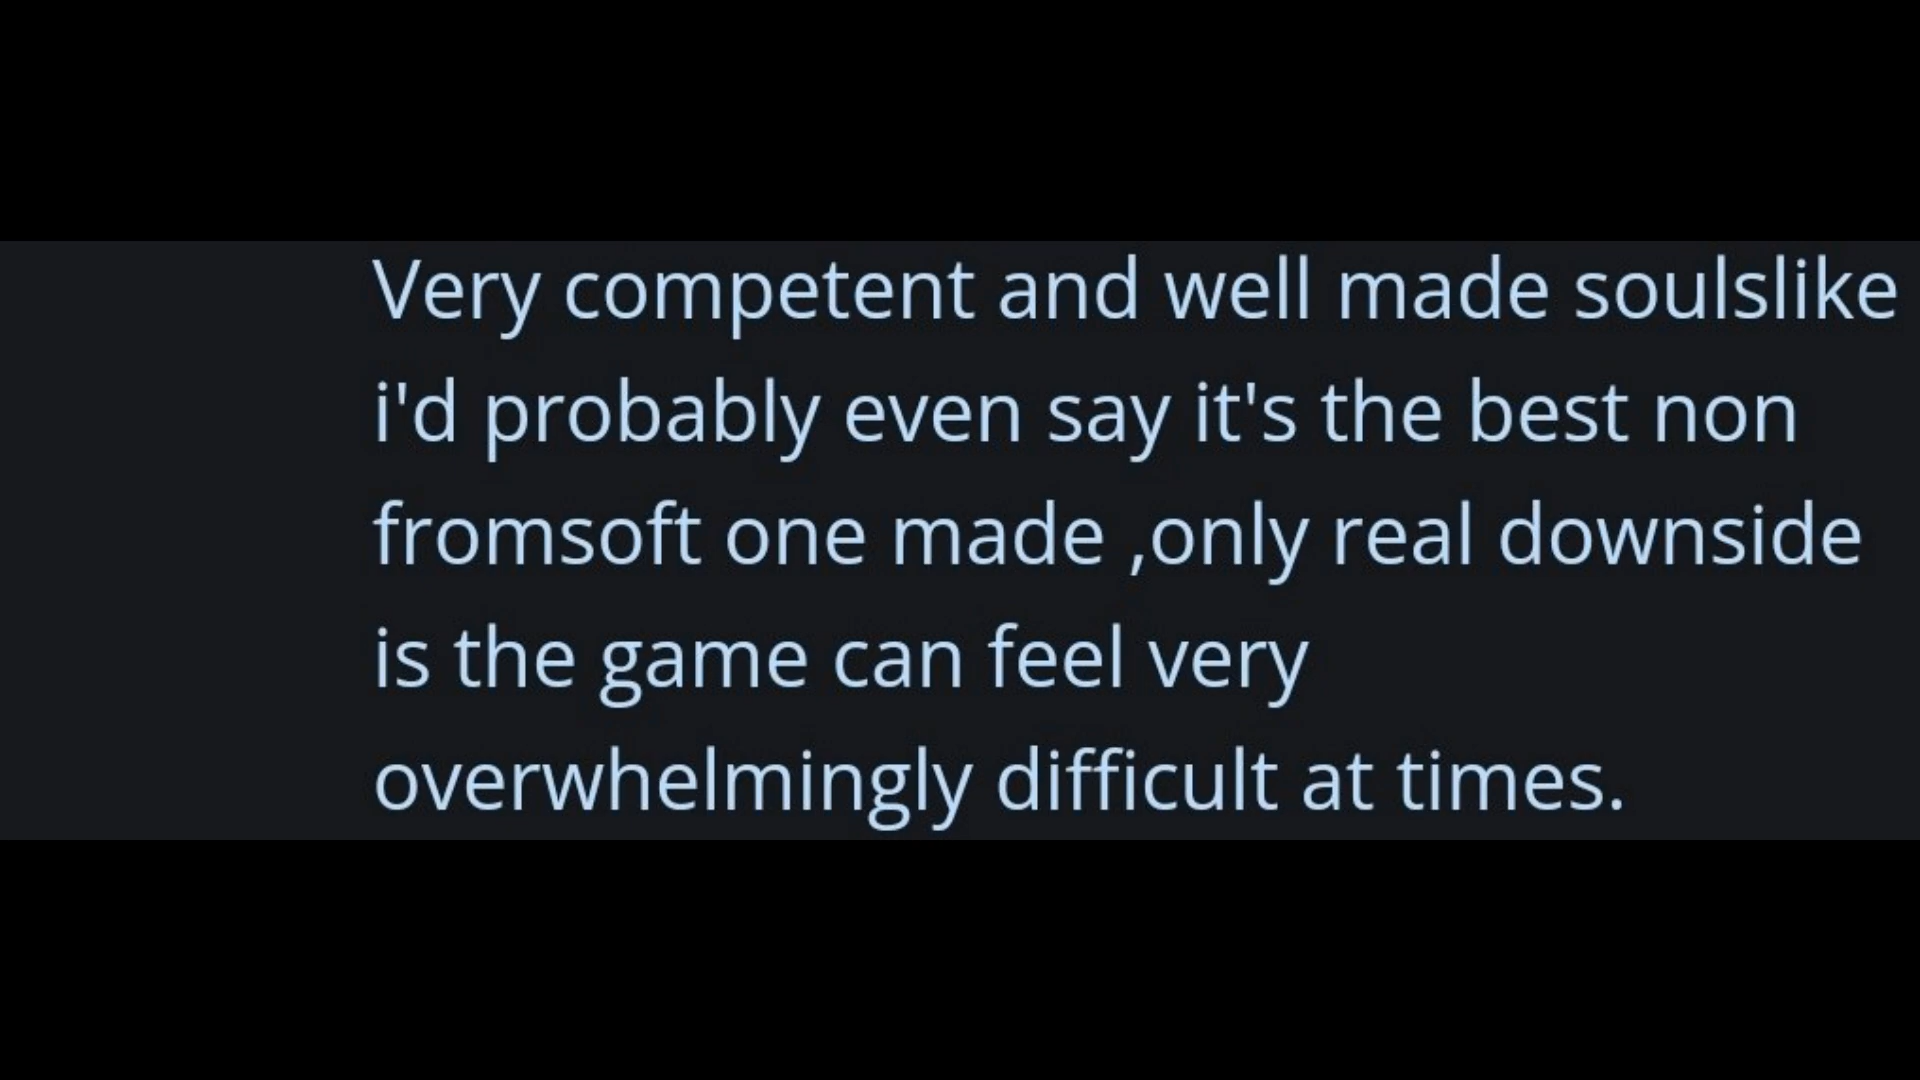 Very competent and well made soulslike
i'd probably even say it's the best non
fromsoft one made ,only real downside
is the game can feel very
overwhelmingly difficult at times.